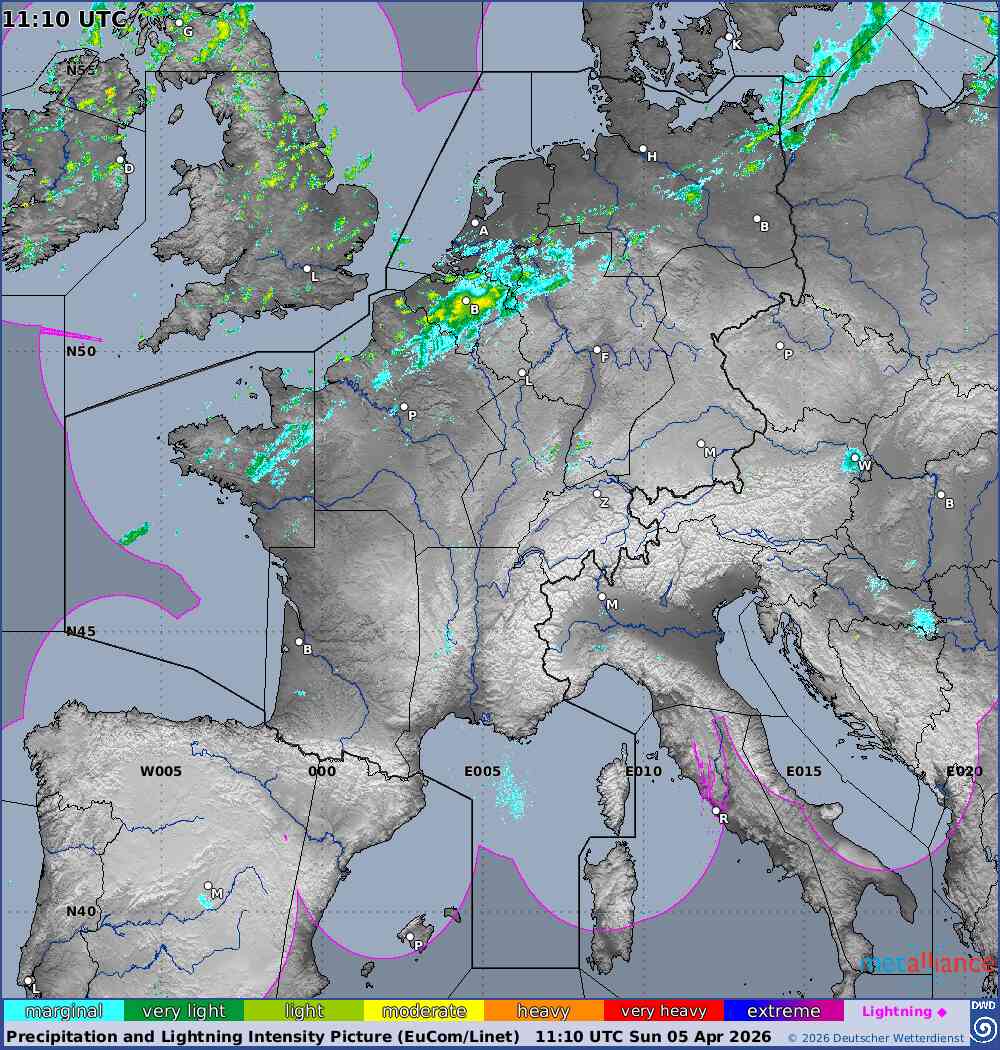 11:10 UTC
G
K
N55
D
H
A
B
L
B
N50
F
P
L
P
M
W
Z
B
M
N45
B
W005
000
E005
E010
E015
E020
R
M
N40
P
L
metalliance
marginal very light light moderate heavy very heavy extreme Lightning ◆ DWD
Precipitation and Lightning Intensity Picture (EuCom/Linet) 11:10 UTC Sun 05 Apr 2026 © 2026 Deutscher Wetterdienst